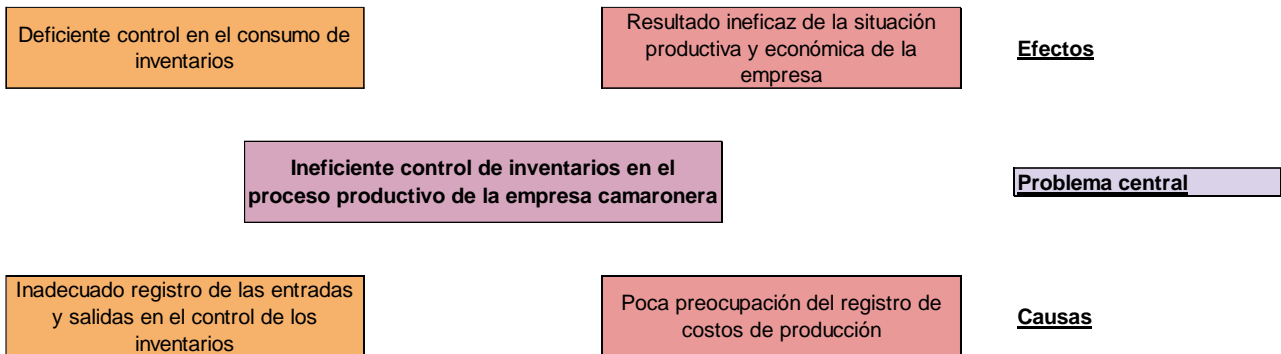 Deficiente control en el consumo de
inventarios
Resultado ineficaz de la situación
productiva y económica de la
empresa
Efectos
Ineficiente control de inventarios en el
proceso productivo de la empresa camaronera
Problema central
Inadecuado registro de las entradas
y salidas en el control de los
inventarios
Poca preocupación del registro de
costos de producción
Causas